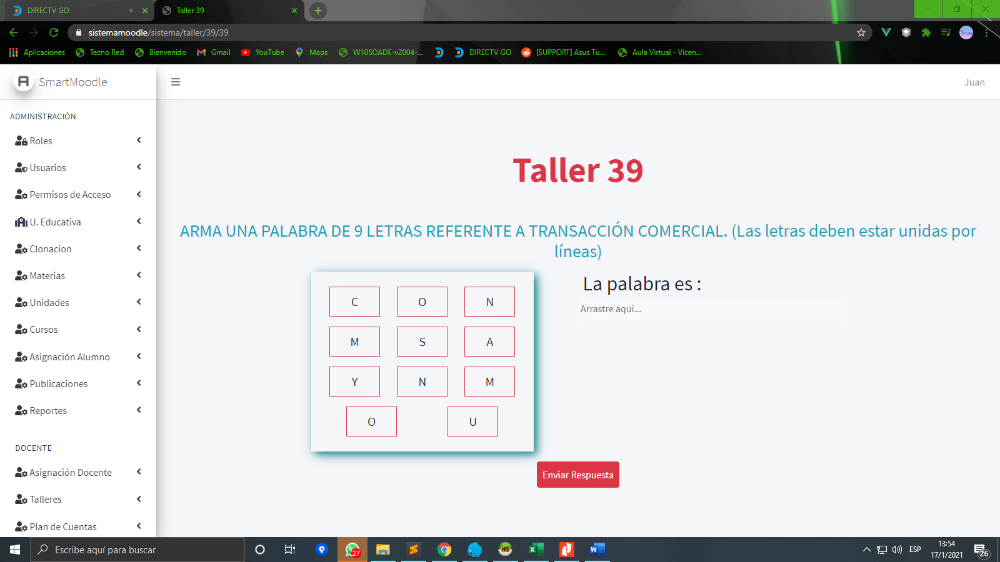 DIRECTV GO
Taller 39
sistemamoodle/sistema/taller/39/39
Aplicaciones
Tecno Red
Bienvenido
Gmail
YouTube
Maps
W10SOADE-v2004-...
DIRECTV GO
[SUPPORT] Asus Tu...
Aula Virtual - Vicen...
SmartMoodle
Juan
ADMINISTRACIÓN
Roles
Usuarios
Permisos de Acceso
U. Educativa
Clonacion
Materias
Unidades
Cursos
Asignación Alumno
Publicaciones
Reportes
DOCENTE
Asignación Docente
Talleres
Plan de Cuentas
Taller 39
ARMA UNA PALABRA DE 9 LETRAS REFERENTE A TRANSACCIÓN COMERCIAL. (Las letras deben estar unidas por
líneas)
C O N
M S A
Y N M
O U
La palabra es :
Arrastre aqui...
Enviar Respuesta
Escribe aquí para buscar
27
HS
ESP
13:54
17/1/2021
26